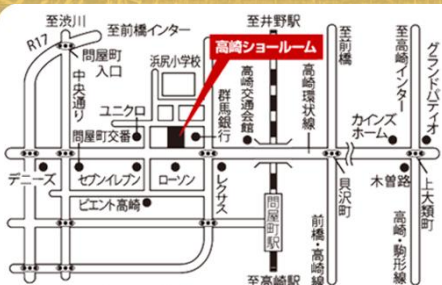 至渋川
至前橋インター
R17
問屋町
入口
中央通り
浜尻小学校
高崎ショールーム
至井野駅
至前橋
至高崎インター
グランドパティオ
ユニクロ
問屋町交番
群馬銀行
高崎交通会館
高崎環状線
カインズ
ホーム
デニーズ
セブンイレブン
ローソン
レクサス
貝沢町
木曽路
上大類町
ビエント高崎
問屋町駅
前橋・高崎線
高崎・駒形線
至高崎駅